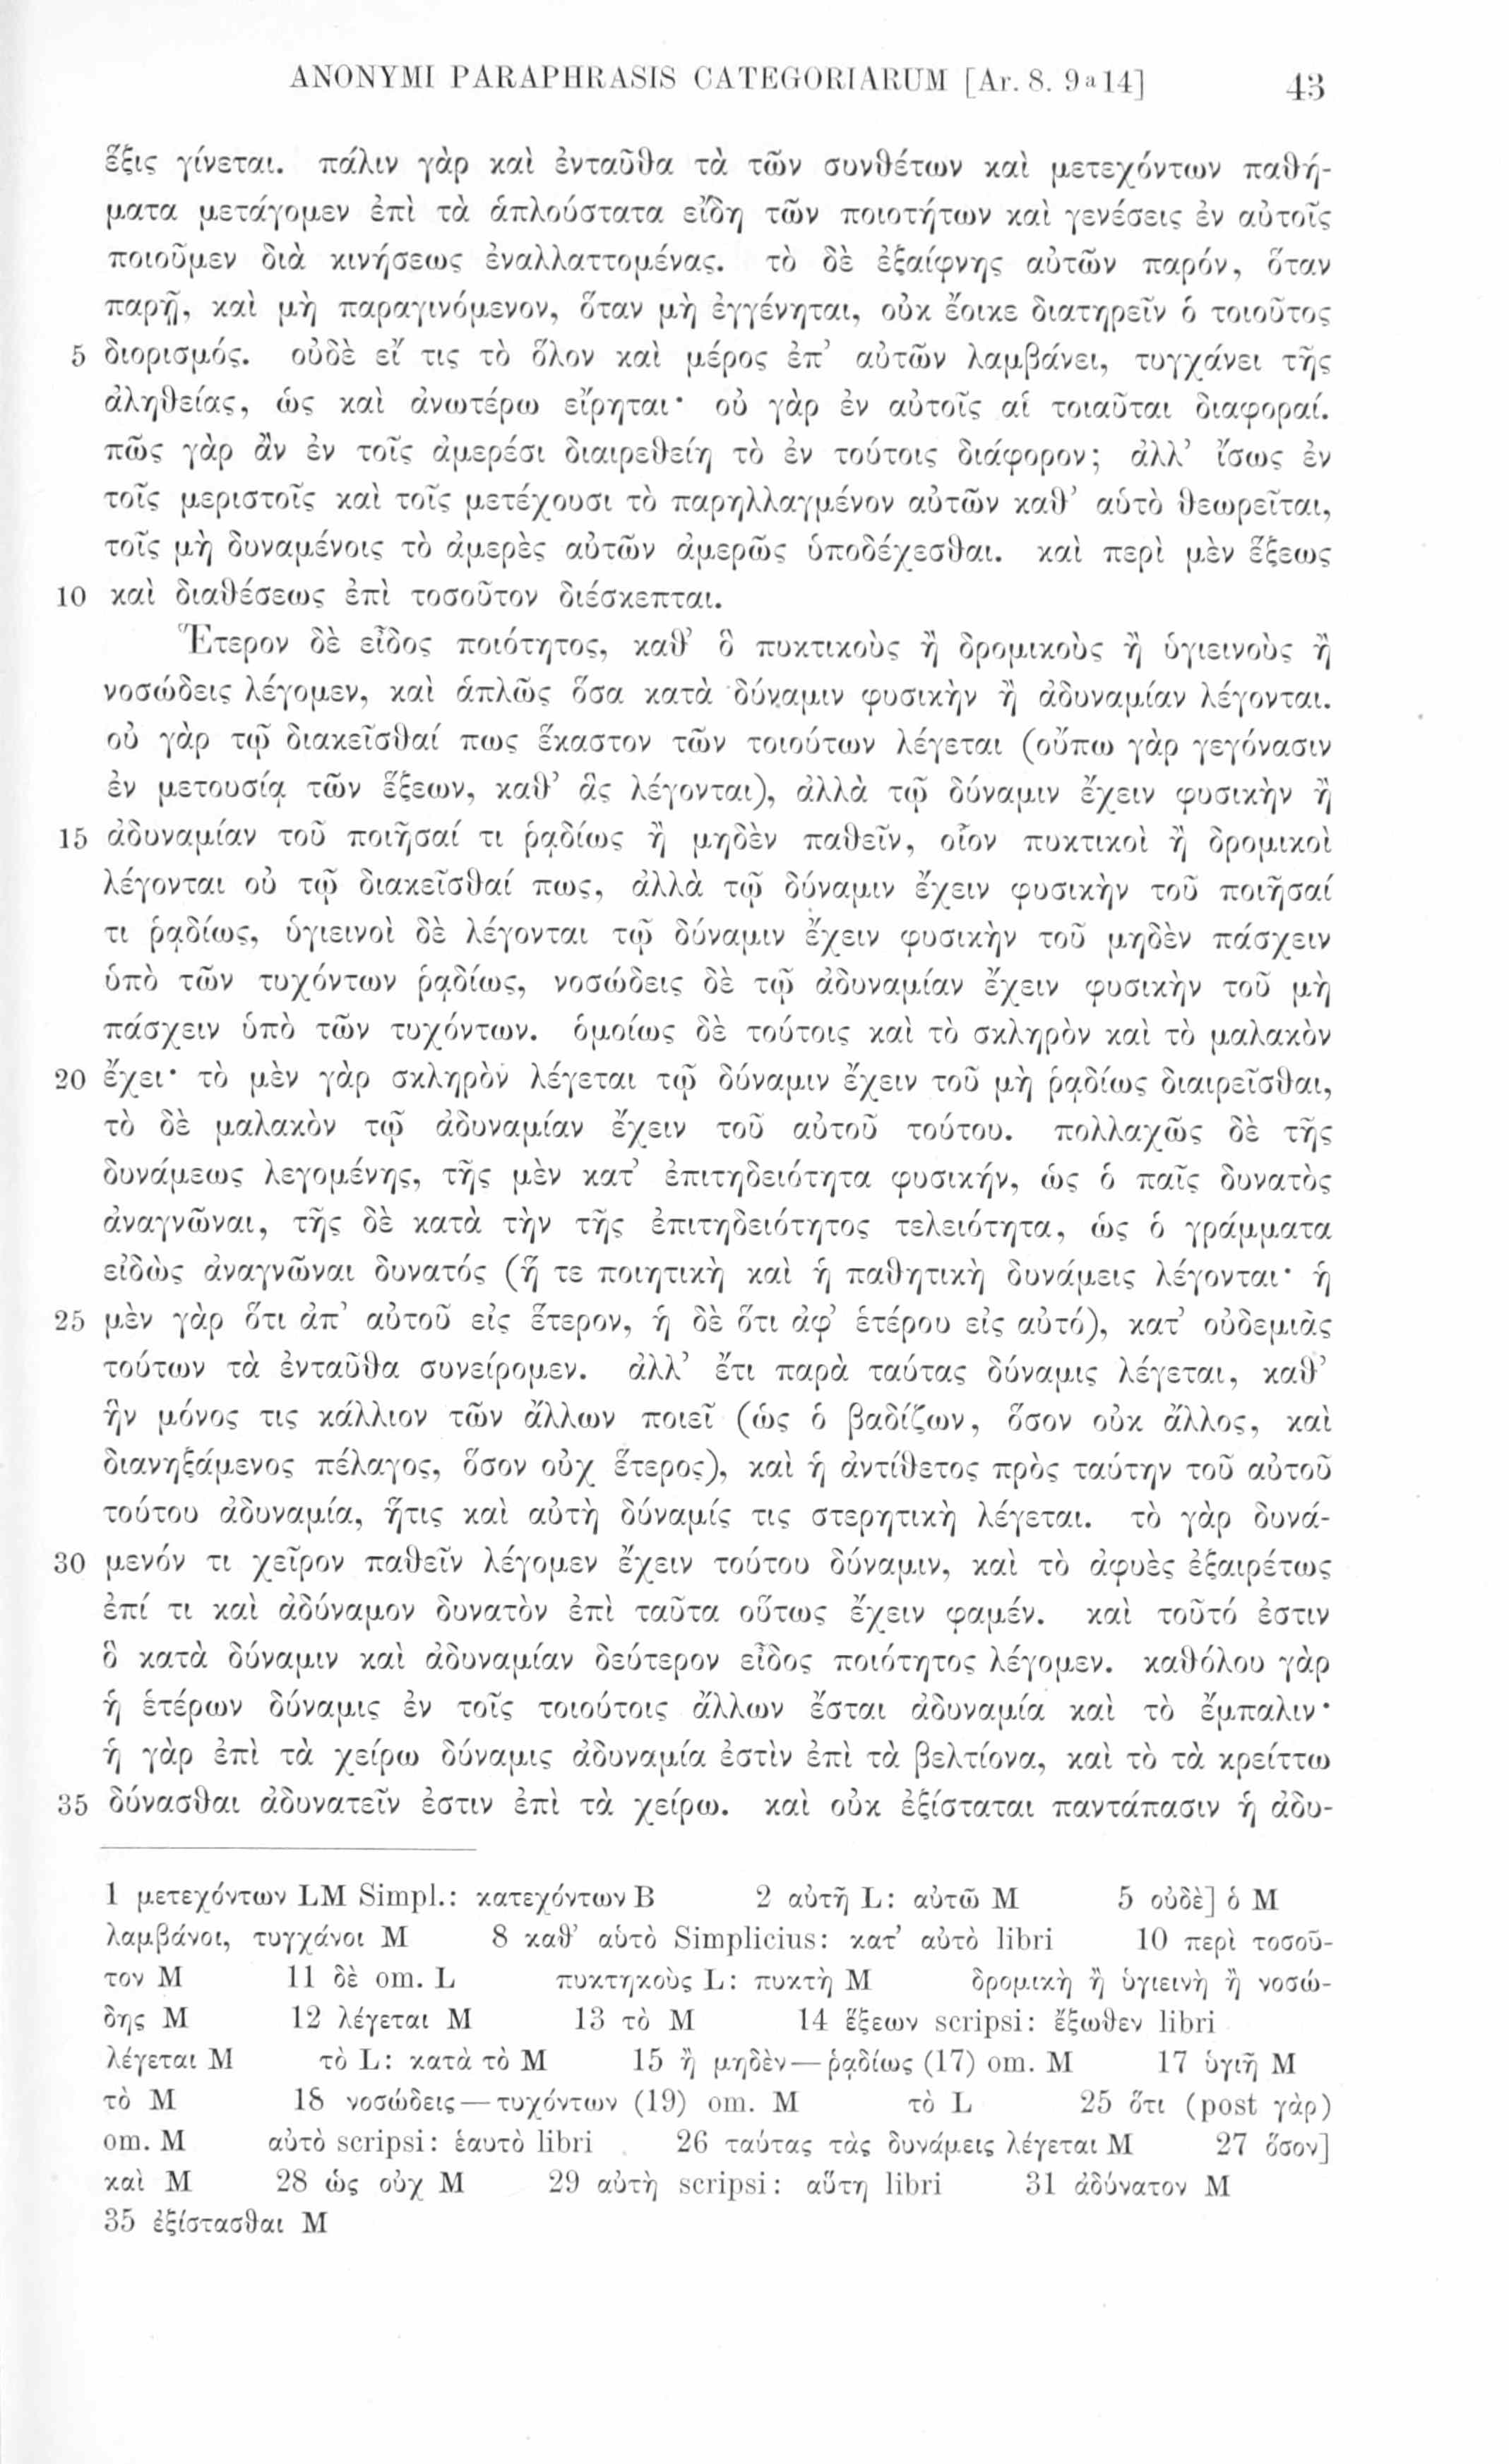 ANONYMI PARAPHRASIS CATEGORIARUM [Ar. 8. 9a14] 43
ἕξις γίνεται. πάλιν γὰρ καὶ ἐνταῦθα τὰ τῶν συνθέτων καὶ μετεχόντων παθή-
ματα μετάγομεν ἐπὶ τὰ ἁπλούστατα εἴδη τῶν ποιοτήτων καὶ γενέσεις ἐν αὐτοῖς
ποιοῦμεν διὰ κινήσεως ἐναλλαττομένας. τὸ δὲ ἐξαίφνης αὐτῶν παρόν, ὅταν
παρῇ, καὶ μὴ παραγινόμενον, ὅταν μὴ ἐγγένηται, οὐκ ἔοικε διατηρεῖν ὁ τοιοῦτος
5 διορισμός. οὐδὲ εἴ τις τὸ ὅλον καὶ μέρος ἐπ’ αὐτῶν λαμβάνει, τυγχάνει τῆς
ἀληθείας, ὡς καὶ ἀνωτέρω εἴρηται· οὐ γὰρ ἐν αὐτοῖς αἱ τοιαῦται διαφοραί.
πῶς γὰρ ἂν ἐν τοῖς ἀμερέσι διαιρεθείη τὸ ἐν τούτοις διάφορον; ἀλλ’ ἴσως ἐν
τοῖς μεριστοῖς καὶ τοῖς μετέχουσι τὸ παρηλλαγμένον αὐτῶν καθ’ αὑτὸ θεωρεῖται,
τοῖς μὴ δυναμένοις τὸ ἀμερὲς αὐτῶν ἀμερῶς ὑποδέχεσθαι. καὶ περὶ μὲν ἕξεως
10 καὶ διαθέσεως ἐπὶ τοσοῦτον διέσκεπται.
Ἕτερον δὲ εἶδος ποιότητος, καθ’ ὃ πυκτικοὺς ἢ δρομικοὺς ἢ ὑγιεινοὺς ἢ
νοσώδεις λέγομεν, καὶ ἁπλῶς ὅσα κατὰ δύναμιν φυσικὴν ἢ ἀδυναμίαν λέγονται.
οὐ γὰρ τῷ διακεῖσθαί πως ἕκαστον τῶν τοιούτων λέγεται (οὔπω γὰρ γεγόνασιν
ἐν μετουσίᾳ τῶν ἕξεων, καθ’ ἃς λέγονται), ἀλλὰ τῷ δύναμιν ἔχειν φυσικὴν ἢ
15 ἀδυναμίαν τοῦ ποιῆσαί τι ῥᾳδίως ἢ μηδὲν παθεῖν, οἷον πυκτικοὶ ἢ δρομικοὶ
λέγονται οὐ τῷ διακεῖσθαί πως, ἀλλὰ τῷ δύναμιν ἔχειν φυσικὴν τοῦ ποιῆσαί
τι ῥᾳδίως, ὑγιεινοὶ δὲ λέγονται τῷ δύναμιν ἔχειν φυσικὴν τοῦ μηδὲν πάσχειν
ὑπὸ τῶν τυχόντων ῥᾳδίως, νοσώδεις δὲ τῷ ἀδυναμίαν ἔχειν φυσικὴν τοῦ μὴ
πάσχειν ὑπὸ τῶν τυχόντων. ὁμοίως δὲ τούτοις καὶ τὸ σκληρὸν καὶ τὸ μαλακὸν
20 ἔχει· τὸ μὲν γὰρ σκληρὸν λέγεται τῷ δύναμιν ἔχειν τοῦ μὴ ῥᾳδίως διαιρεῖσθαι,
τὸ δὲ μαλακὸν τῷ ἀδυναμίαν ἔχειν τοῦ αὐτοῦ τούτου. πολλαχῶς δὲ τῆς
δυνάμεως λεγομένης, τῆς μὲν κατ’ ἐπιτηδειότητα φυσικήν, ὡς ὁ παῖς δυνατὸς
ἀναγνῶναι, τῆς δὲ κατὰ τὴν τῆς ἐπιτηδειότητος τελειότητα, ὡς ὁ γράμματα
εἰδὼς ἀναγνῶναι δυνατός (ἥ τε ποιητικὴ καὶ ἡ παθητικὴ δυνάμεις λέγονται· ἡ
25 μὲν γὰρ ὅτι ἀπ’ αὐτοῦ εἰς ἕτερον, ἡ δὲ ὅτι ἀφ’ ἑτέρου εἰς αὐτό), κατ’ οὐδεμιᾶς
τούτων τὰ ἐνταῦθα συνείρομεν. ἀλλ’ ἔτι παρὰ ταύτας δύναμις λέγεται, καθ’
ἣν μόνος τις κάλλιον τῶν ἄλλων ποιεῖ (ὡς ὁ βαδίζων, ὅσον οὐκ ἄλλος, καὶ
διανηξάμενος πέλαγος, ὅσον οὐχ ἕτερος), καὶ ἡ ἀντίθετος πρὸς ταύτην τοῦ αὐτοῦ
τούτου ἀδυναμία, ἥτις καὶ αὐτὴ δύναμίς τις στερητικὴ λέγεται. τὸ γὰρ δυνά-
30 μενόν τι χεῖρον παθεῖν λέγομεν ἔχειν τούτου δύναμιν, καὶ τὸ ἀφυὲς ἐξαιρέτως
ἐπί τι καὶ ἀδύναμον δυνατὸν ἐπὶ ταῦτα οὕτως ἔχειν φαμέν. καὶ τοῦτό ἐστιν
ὃ κατὰ δύναμιν καὶ ἀδυναμίαν δεύτερον εἶδος ποιότητος λέγομεν. καθόλου γὰρ
ἡ ἑτέρων δύναμις ἐν τοῖς τοιούτοις ἄλλων ἔσται ἀδυναμία καὶ τὸ ἔμπαλιν·
ἡ γὰρ ἐπὶ τὰ χείρω δύναμις ἀδυναμία ἐστὶν ἐπὶ τὰ βελτίονα, καὶ τὸ τὰ κρείττω
35 δύνασθαι ἀδυνατεῖν ἐστιν ἐπὶ τὰ χείρω. καὶ οὐκ ἐξίσταται παντάπασιν ἡ ἀδυ-
1 μετεχόντων LM Simpl.: κατεχόντων B 2 αὐτῆ L: αὐτῶ M 5 οὐδὲ] ὁ M
λαμβάνοι, τυγχάνοι M 8 καθ’ αὑτὸ Simplicius: κατ’ αὐτὸ libri 10 περὶ τοσοῦ-
τον M 11 δὲ om. L πυκτηκοὺς L: πυκτὴ M δρομικὴ ἢ ὑγιεινὴ ἢ νοσώ-
δης M 12 λέγεται M 13 τὸ M 14 ἕξεων scripsi: ἔξωθεν libri
λέγεται M τὸ L: κατὰ τὸ M 15 ἢ μηδὲν—ῥᾳδίως (17) om. M 17 ὑγιῆ M
τὸ M 18 νοσώδεις—τυχόντων (19) om. M τὸ L 25 ὅτι (post γὰρ)
om. M αὐτὸ scripsi: ἑαυτὸ libri 26 ταύτας τὰς δυνάμεις λέγεται M 27 ὅσον]
καὶ M 28 ὡς οὐχ M 29 αὐτὴ scripsi: αὕτη libri 31 ἀδύνατον M
35 ἐξίστασθαι M